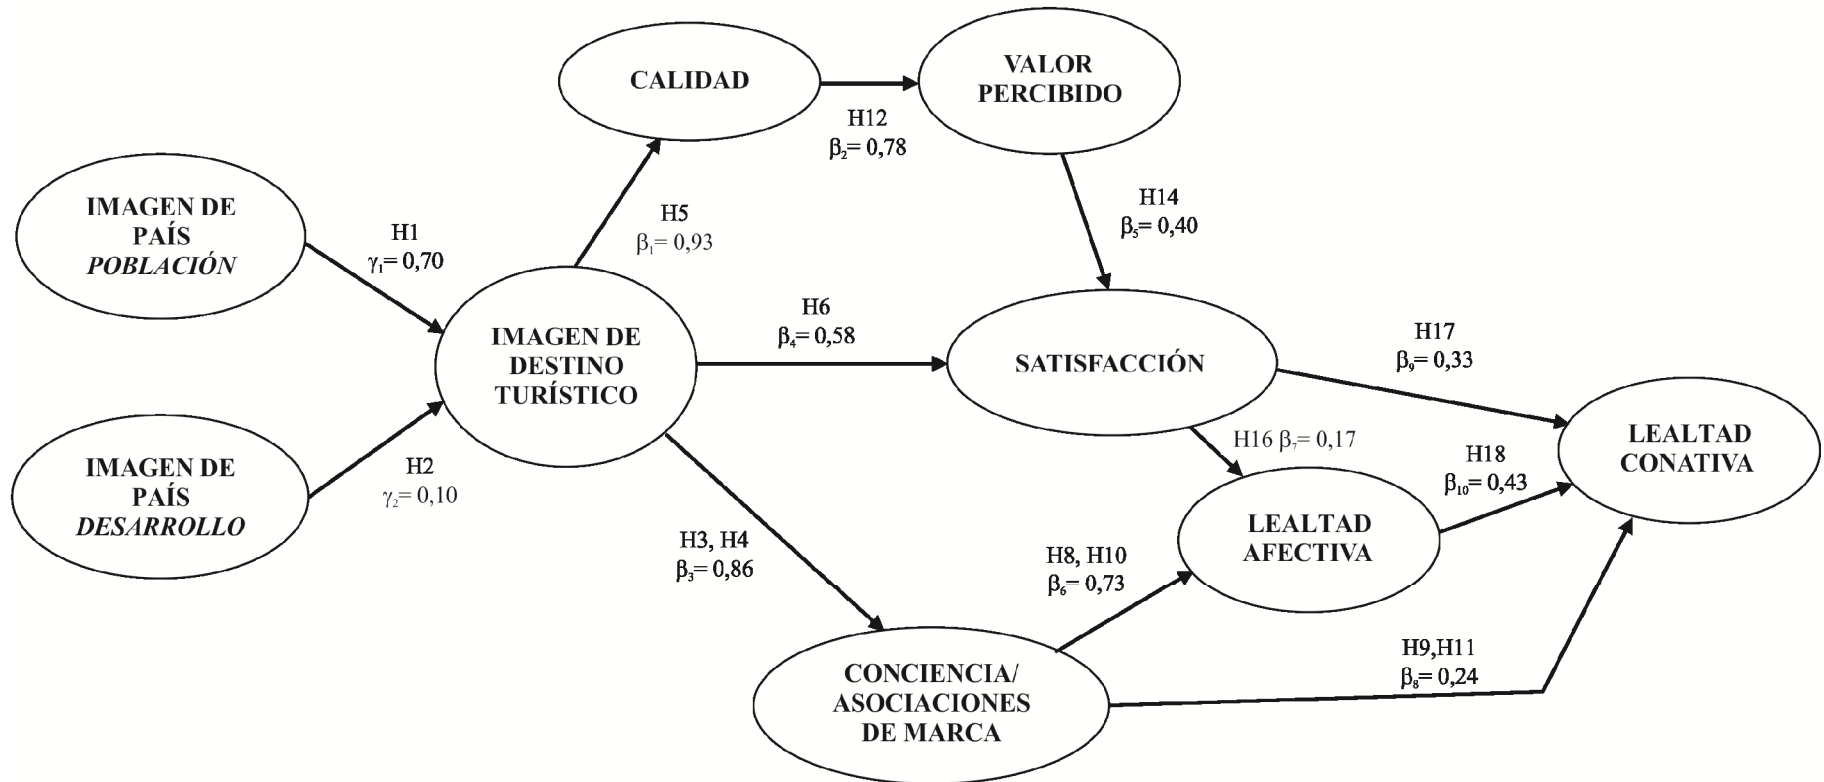 CALIDAD
VALOR
PERCIBIDO
H12
β₂= 0,78
IMAGEN DE
PAÍS
POBLACIÓN
H1
γ₁= 0,70
H5
β₁= 0,93
H14
β₅= 0,40
IMAGEN DE
DESTINO
TURÍSTICO
H6
β₄= 0,58
SATISFACCIÓN
H17
β₉= 0,33
IMAGEN DE
PAÍS
DESARROLLO
H2
γ₂= 0,10
H16 β₇= 0,17
H18
β₁₀= 0,43
LEALTAD
CONATIVA
H3, H4
β₃= 0,86
H8, H10
β₆= 0,73
LEALTAD
AFECTIVA
CONCIENCIA/
ASOCIACIONES
DE MARCA
H9,H11
β₈= 0,24